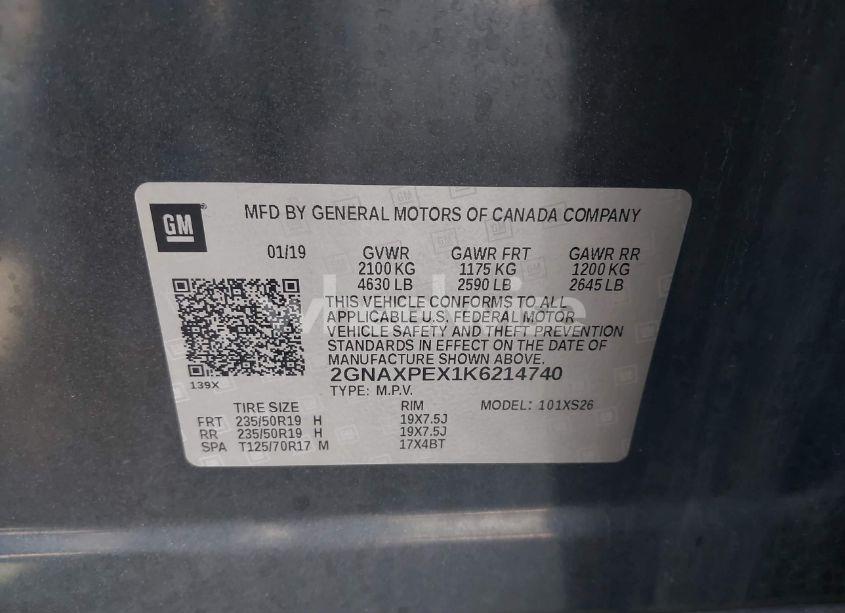 GM
MFD BY GENERAL MOTORS OF CANADA COMPANY
01/19 GVWR GAWR FRT GAWR RR
2100 KG 1175 KG 1200 KG
4630 LB 2590 LB 2645 LB
THIS VEHICLE CONFORMS TO ALL
APPLICABLE U.S. FEDERAL MOTOR
VEHICLE SAFETY AND THEFT PREVENTION
STANDARDS IN EFFECT ON THE DATE OF
MANUFACTURE SHOWN ABOVE.
139X
2GNAXPEX1K6214740
TYPE: M.P.V.
TIRE SIZE RIM MODEL: 101XS26
FRT 235/50R19 H 19X7.5J
RR 235/50R19 H 19X7.5J
SPA T125/70R17 M 17X4BT